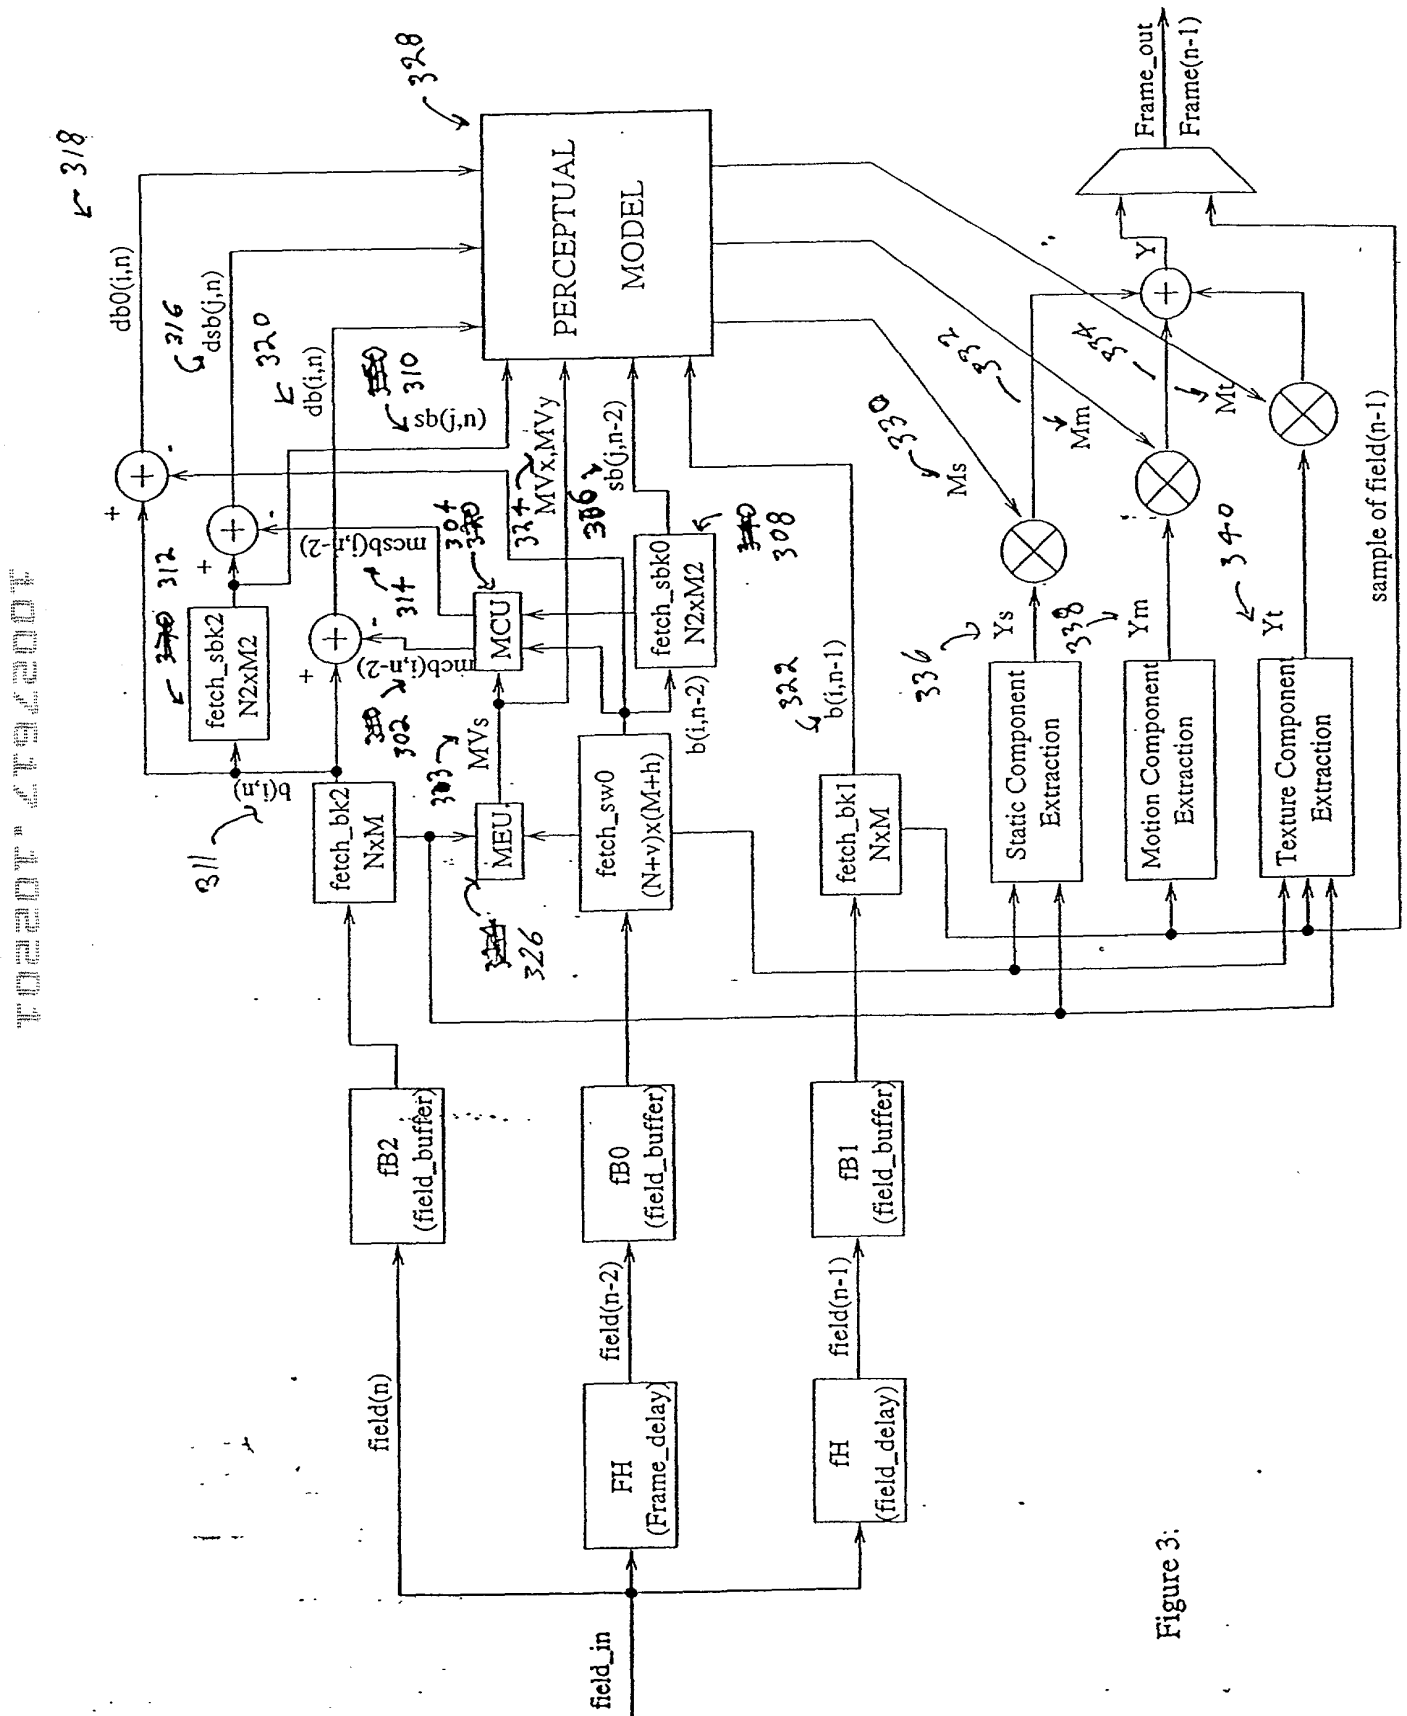 field_in
field(n)
FH
(Frame_delay)
fH
(field_delay)
field(n-2)
field(n-1)
fB2
(field_buffer)
fB0
(field_buffer)
fB1
(field_buffer)
311
b(i,n)
fetch_bk2
NxM
326
MEU
303
MVs
fetch_sw0
(N+v)x(M+h)
fetch_bk1
NxM
322
b(i,n-1)
312
fetch_sbk2
N2xM2
302
mcb(i,n-2)
314
mcsb(j,n-2)
304
MCU
b(i,n-2)
fetch_sbk0
N2xM2
308
318
db0(i,n)
316
dsb(j,n)
320
db(i,n)
310
sb(j,n)
324
MVx,MVy
306
sb(j,n-2)
+
-
+
-
+
-
+
+
+
328
PERCEPTUAL
MODEL
Static Component
Extraction
Motion Component
Extraction
Texture Component
Extraction
336
Ys
338
Ym
340
Yt
330
Ms
332
Mm
334
Mt
+
Y
sample of field(n-1)
Frame_out
Frame(n-1)
Figure 3:
10027617.102201